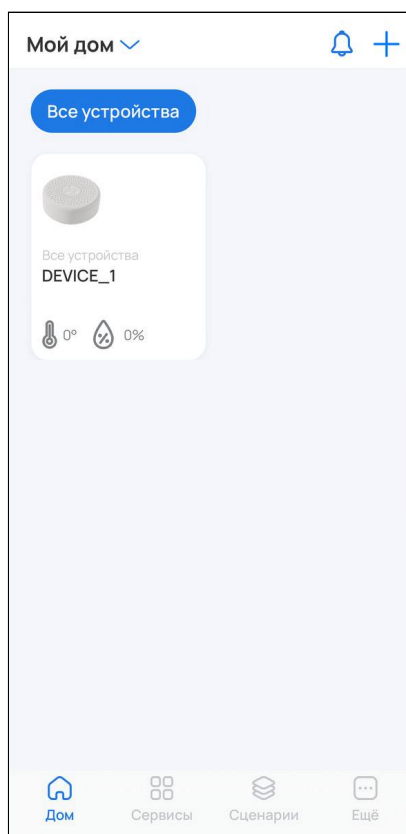 Мой дом
Все устройства
Все устройства
DEVICE_1
0° 0%
Дом Сервисы Сценарии Ещё